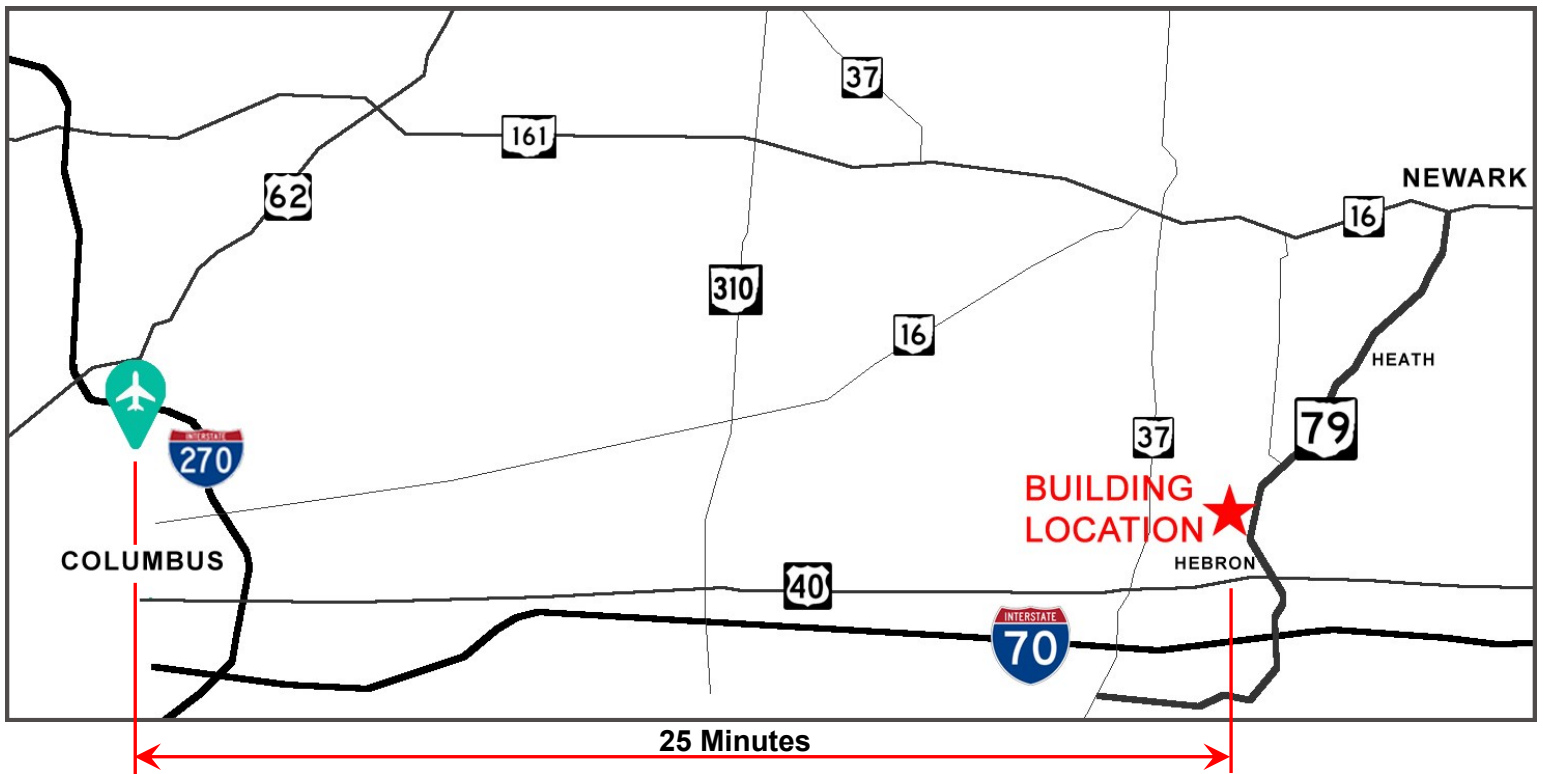 37
161
NEWARK
62
16
310
16
HEATH
79
37
INTERSTATE
270
BUILDING
LOCATION
COLUMBUS
HEBRON
40
INTERSTATE
70
25 Minutes